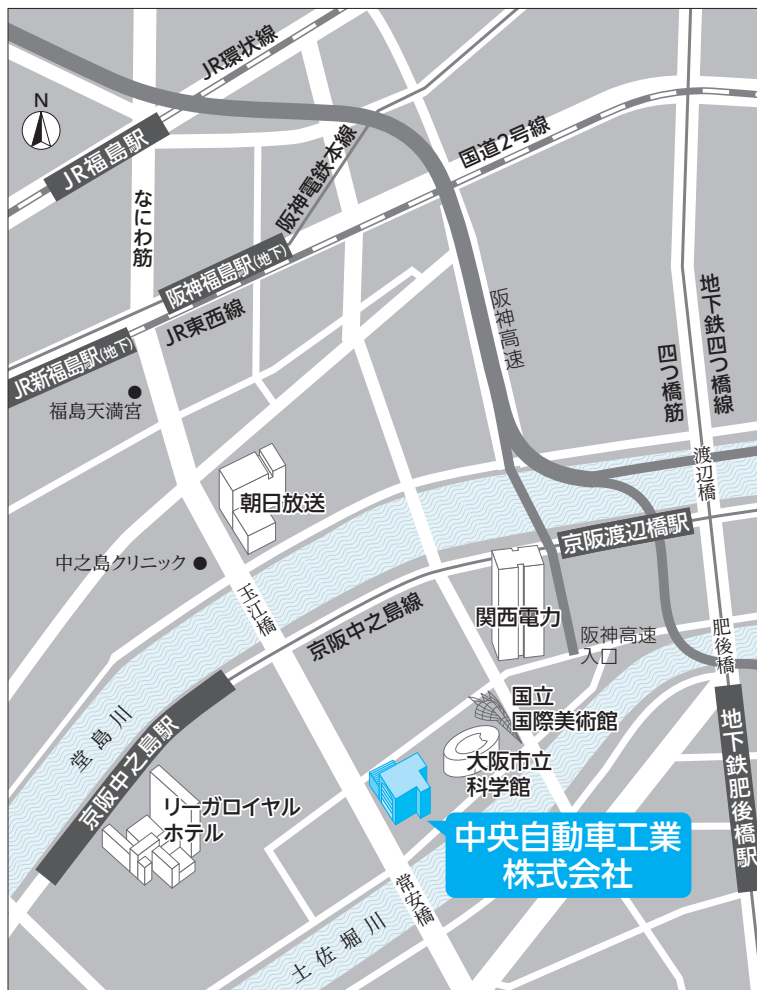 JR環状線
N
JR福島駅
なにわ筋
阪神電鉄本線
国道2号線
阪神福島駅(地下)
JR東西線
JR新福島駅(地下)
福島天満宮
阪神高速
地下鉄四つ橋線
四つ橋筋
渡辺橋
朝日放送
中之島クリニック
京阪渡辺橋駅
玉江橋
京阪中之島線
関西電力
阪神高速
入口
肥後橋
国立
国際美術館
大阪市立
科学館
堂島川
京阪中之島駅
リーガロイヤル
ホテル
地下鉄肥後橋駅
中央自動車工業
株式会社
常安橋
土佐堀川